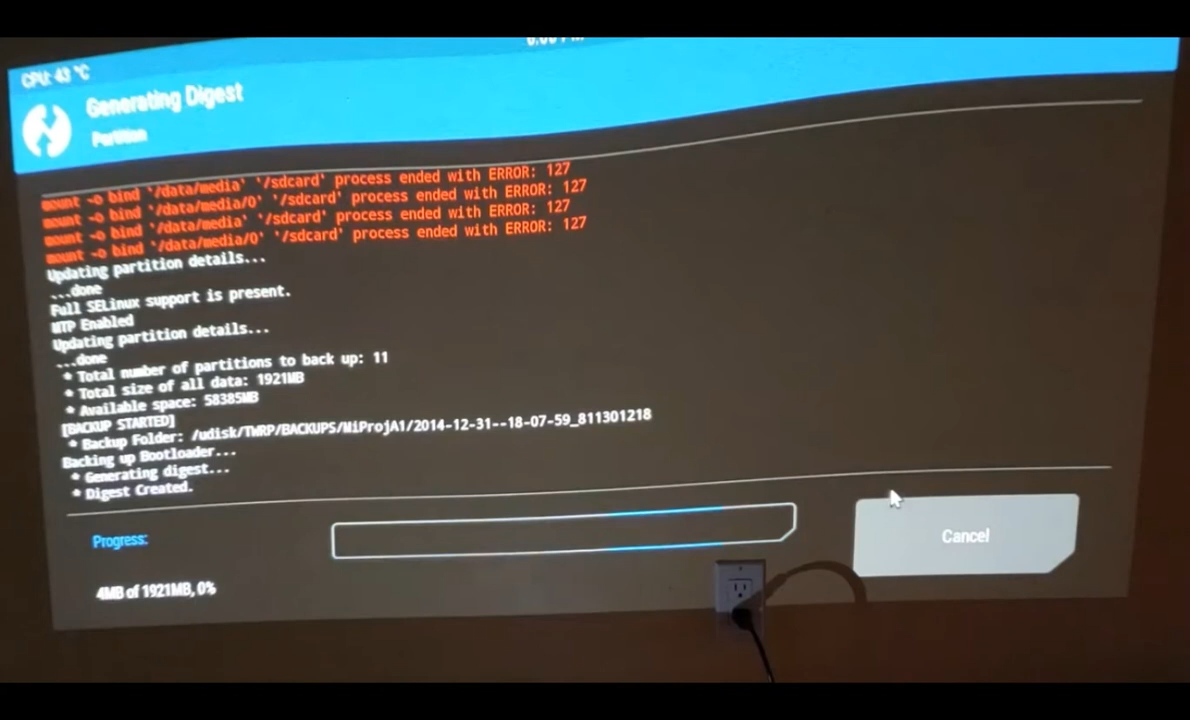 CPU: 43 °C
Generating Digest
Partition
mount -o bind '/data/media' '/sdcard' process ended with ERROR: 127
mount -o bind '/data/media/0' '/sdcard' process ended with ERROR: 127
mount -o bind '/data/media' '/sdcard' process ended with ERROR: 127
mount -o bind '/data/media/0' '/sdcard' process ended with ERROR: 127
Updating partition details...
...done
Full SELinux support is present.
MTP Enabled
Updating partition details...
...done
* Total number of partitions to back up: 11
* Total size of all data: 1921MB
* Available space: 58385MB
[BACKUP STARTED]
* Backup Folder: /udisk/TWRP/BACKUPS/MiProjA1/2014-12-31--18-07-59_811301218
Backing up Bootloader...
* Generating digest...
* Digest Created.
Progress:
Cancel
4MB of 1921MB, 0%